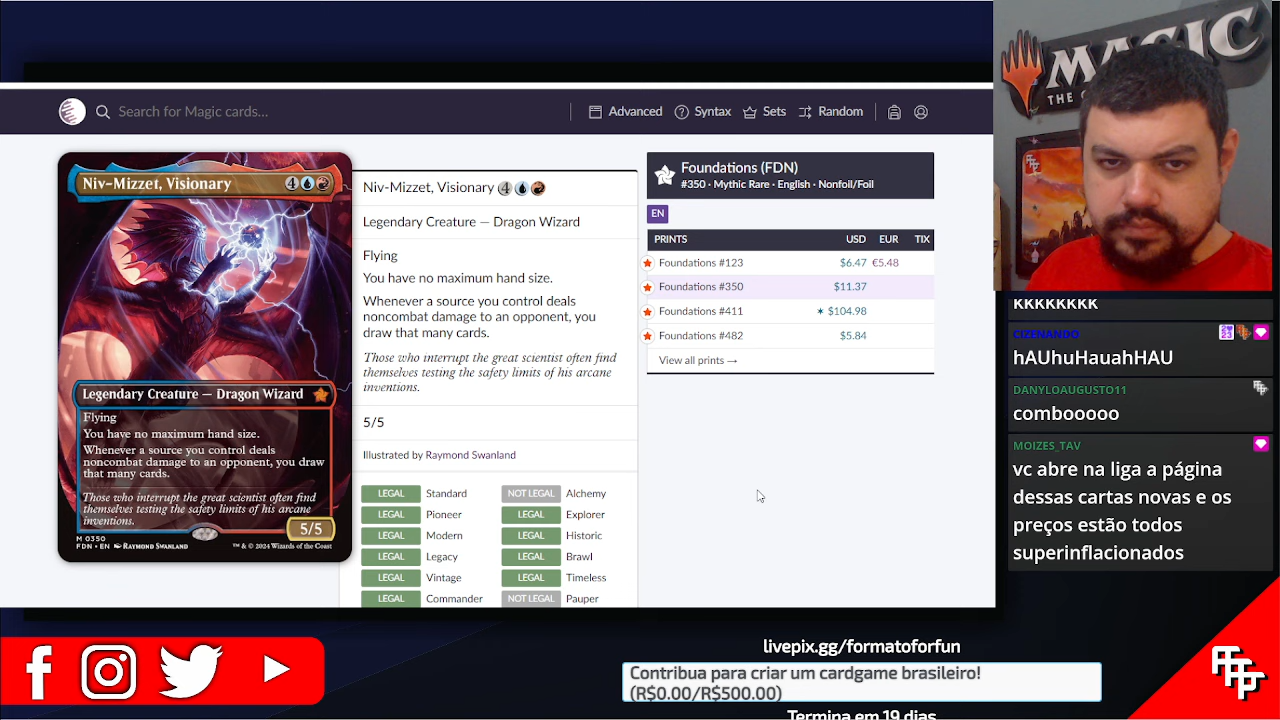 Search for Magic cards...
Advanced
Syntax
Sets
Random
Niv-Mizzet, Visionary 4
Legendary Creature — Dragon Wizard
Flying
You have no maximum hand size.
Whenever a source you control deals
noncombat damage to an opponent, you draw
that many cards.
Those who interrupt the great scientist often find
themselves testing the safety limits of his arcane
inventions.
5/5
M 0350
FDN • EN RAYMOND SWANLAND
™ & © 2024 Wizards of the Coast
Niv-Mizzet, Visionary 4
Legendary Creature — Dragon Wizard
Flying
You have no maximum hand size.
Whenever a source you control deals
noncombat damage to an opponent, you
draw that many cards.
Those who interrupt the great scientist often find
themselves testing the safety limits of his arcane
inventions.
5/5
Illustrated by Raymond Swanland
LEGAL Standard NOT LEGAL Alchemy
LEGAL Pioneer LEGAL Explorer
LEGAL Modern LEGAL Historic
LEGAL Legacy LEGAL Brawl
LEGAL Vintage LEGAL Timeless
LEGAL Commander NOT LEGAL Pauper
Foundations (FDN)
#350 · Mythic Rare · English · Nonfoil/Foil
EN
PRINTS USD EUR TIX
Foundations #123 $6.47 €5.48
Foundations #350 $11.37
Foundations #411 ✶ $104.98
Foundations #482 $5.84
View all prints →
MAGIC
THE
KKKKKKKK
CIZENANDO
hAUhuHauahHAU
DANYLOAUGUSTO11
combooooo
MOIZES_TAV
vc abre na liga a página
dessas cartas novas e os
preços estão todos
superinflacionados
livepix.gg/formatoforfun
Contribua para criar um cardgame brasileiro!
(R$0.00/R$500.00)
Termina em 19 dias